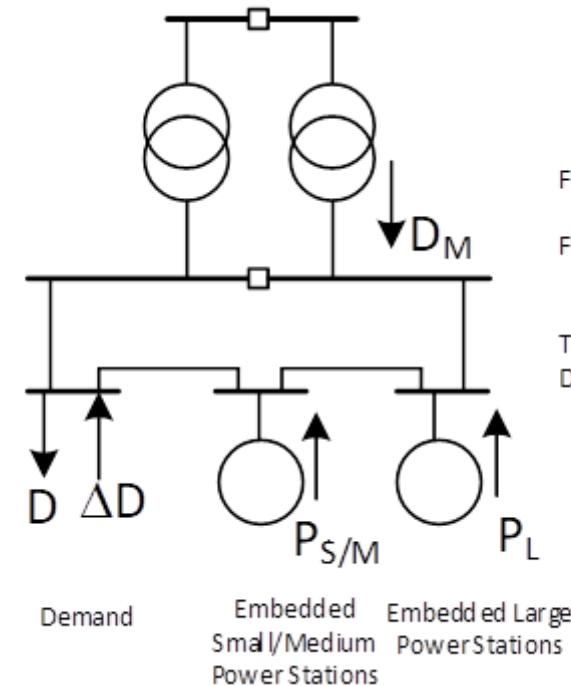 F
D_M
F
T
D
D ΔD
P_S/M
P_L
Demand
Embedded
Small/Medium
Power Stations
Embedded Large
Power Stations